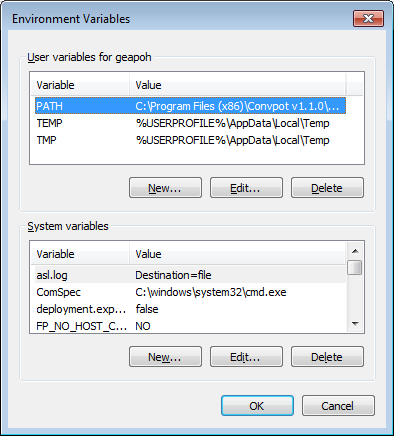 Environment Variables
User variables for geapoh
Variable Value
PATH C:\Program Files (x86)\Convpot v1.1.0\...
TEMP %USERPROFILE%\AppData\Local\Temp
TMP %USERPROFILE%\AppData\Local\Temp
New... Edit... Delete
System variables
Variable Value
asl.log Destination=file
ComSpec C:\windows\system32\cmd.exe
deployment.exp... false
FP_NO_HOST_C... NO
New... Edit... Delete
OK Cancel